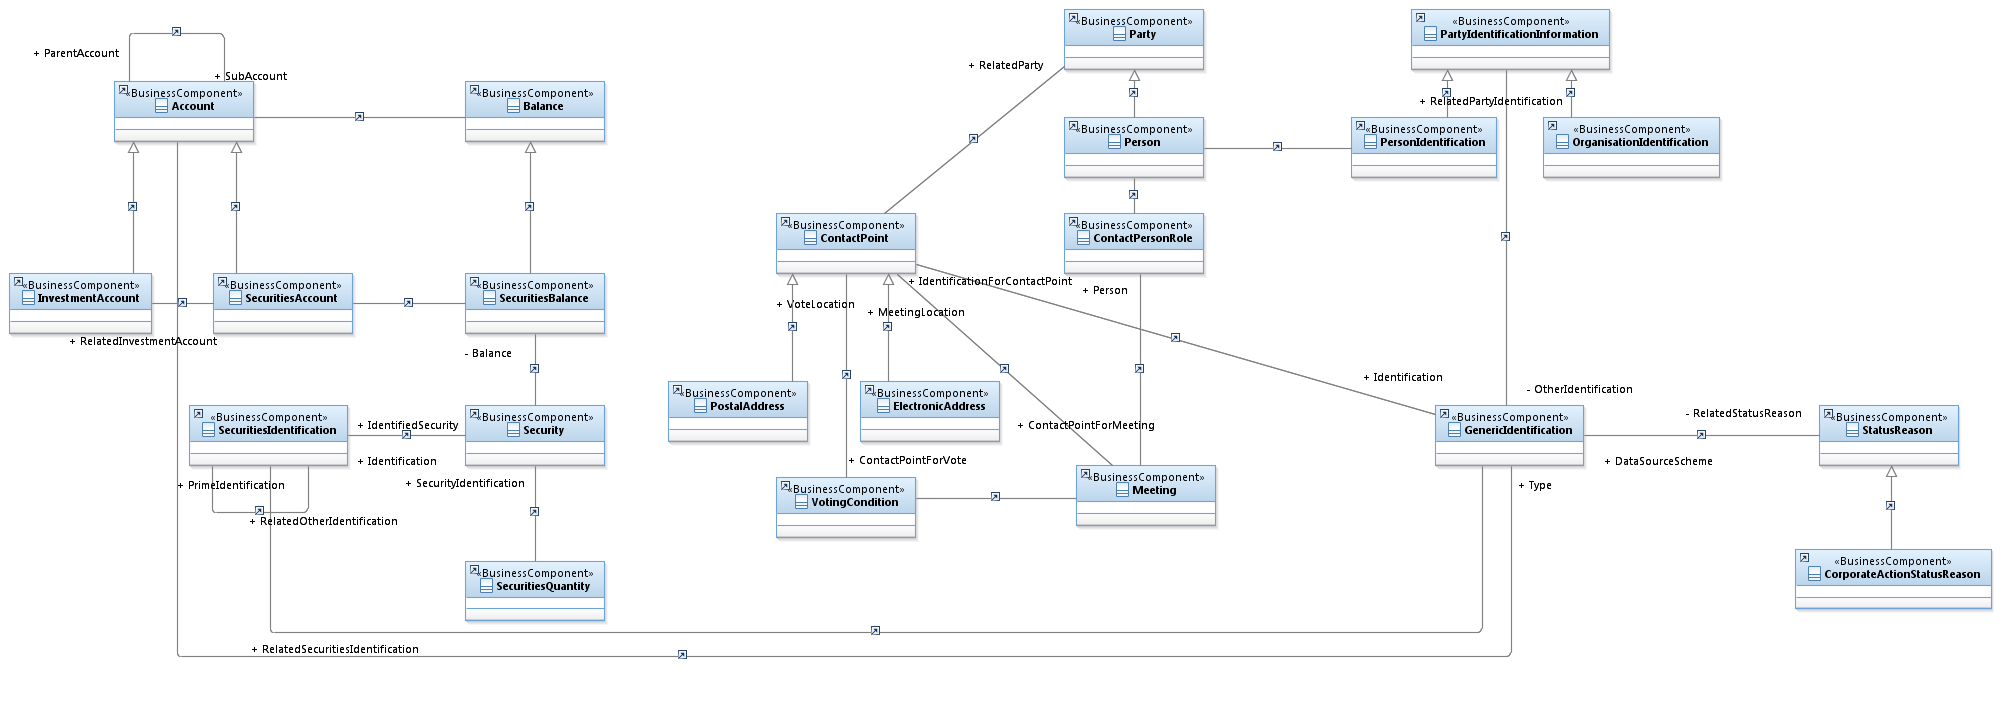 + ParentAccount
+ SubAccount
«BusinessComponent»
Account
«BusinessComponent»
Balance
«BusinessComponent»
InvestmentAccount
«BusinessComponent»
SecuritiesAccount
«BusinessComponent»
SecuritiesBalance
+ RelatedInvestmentAccount
- Balance
«BusinessComponent»
SecuritiesIdentification
+ IdentifiedSecurity
«BusinessComponent»
Security
+ Identification
+ PrimeIdentification
+ SecurityIdentification
+ RelatedOtherIdentification
«BusinessComponent»
SecuritiesQuantity
+ RelatedSecuritiesIdentification
«BusinessComponent»
Party
+ RelatedParty
«BusinessComponent»
Person
«BusinessComponent»
ContactPoint
«BusinessComponent»
ContactPersonRole
+ IdentificationForContactPoint
+ Person
+ VoteLocation
+ MeetingLocation
«BusinessComponent»
PostalAddress
«BusinessComponent»
ElectronicAddress
+ ContactPointForMeeting
+ ContactPointForVote
«BusinessComponent»
VotingCondition
«BusinessComponent»
Meeting
«BusinessComponent»
PartyIdentificationInformation
+ RelatedPartyIdentification
«BusinessComponent»
PersonIdentification
«BusinessComponent»
OrganisationIdentification
+ Identification
- OtherIdentification
«BusinessComponent»
GenericIdentification
- RelatedStatusReason
«BusinessComponent»
StatusReason
+ DataSourceScheme
+ Type
«BusinessComponent»
CorporateActionStatusReason